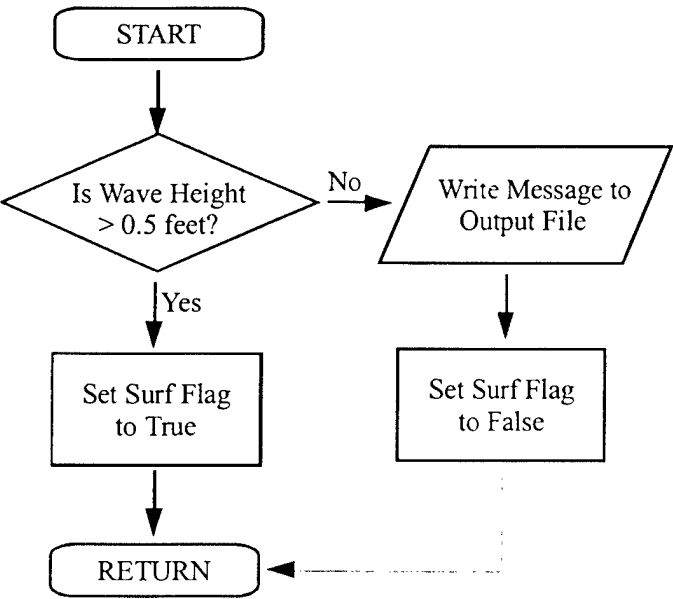 START
Is Wave Height
> 0.5 feet?
No
Write Message to
Output File
Yes
Set Surf Flag
to True
Set Surf Flag
to False
RETURN